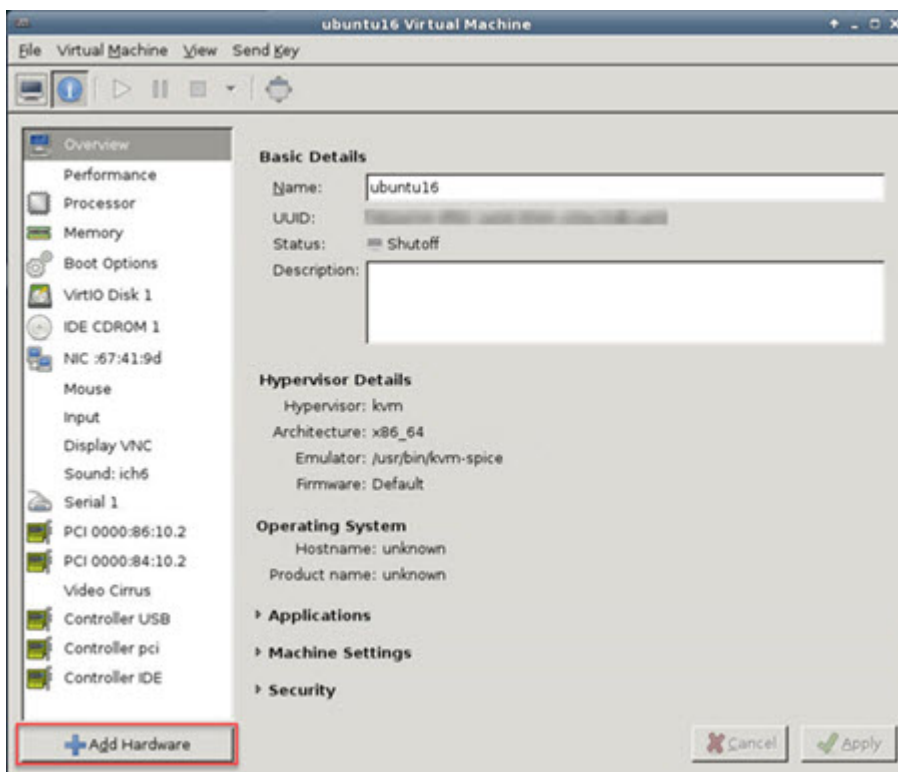 ubuntu16 Virtual Machine
File Virtual Machine View Send Key
Overview
Performance
Processor
Memory
Boot Options
VirtIO Disk 1
IDE CDROM 1
NIC :67:41:9d
Mouse
Input
Display VNC
Sound: ich6
Serial 1
PCI 0000:86:10.2
PCI 0000:84:10.2
Video Cirrus
Controller USB
Controller pci
Controller IDE
Add Hardware
Basic Details
Name: ubuntu16
UUID:
Status: Shutoff
Description:
Hypervisor Details
Hypervisor: kvm
Architecture: x86_64
Emulator: /usr/bin/kvm-spice
Firmware: Default
Operating System
Hostname: unknown
Product name: unknown
Applications
Machine Settings
Security
Cancel Apply